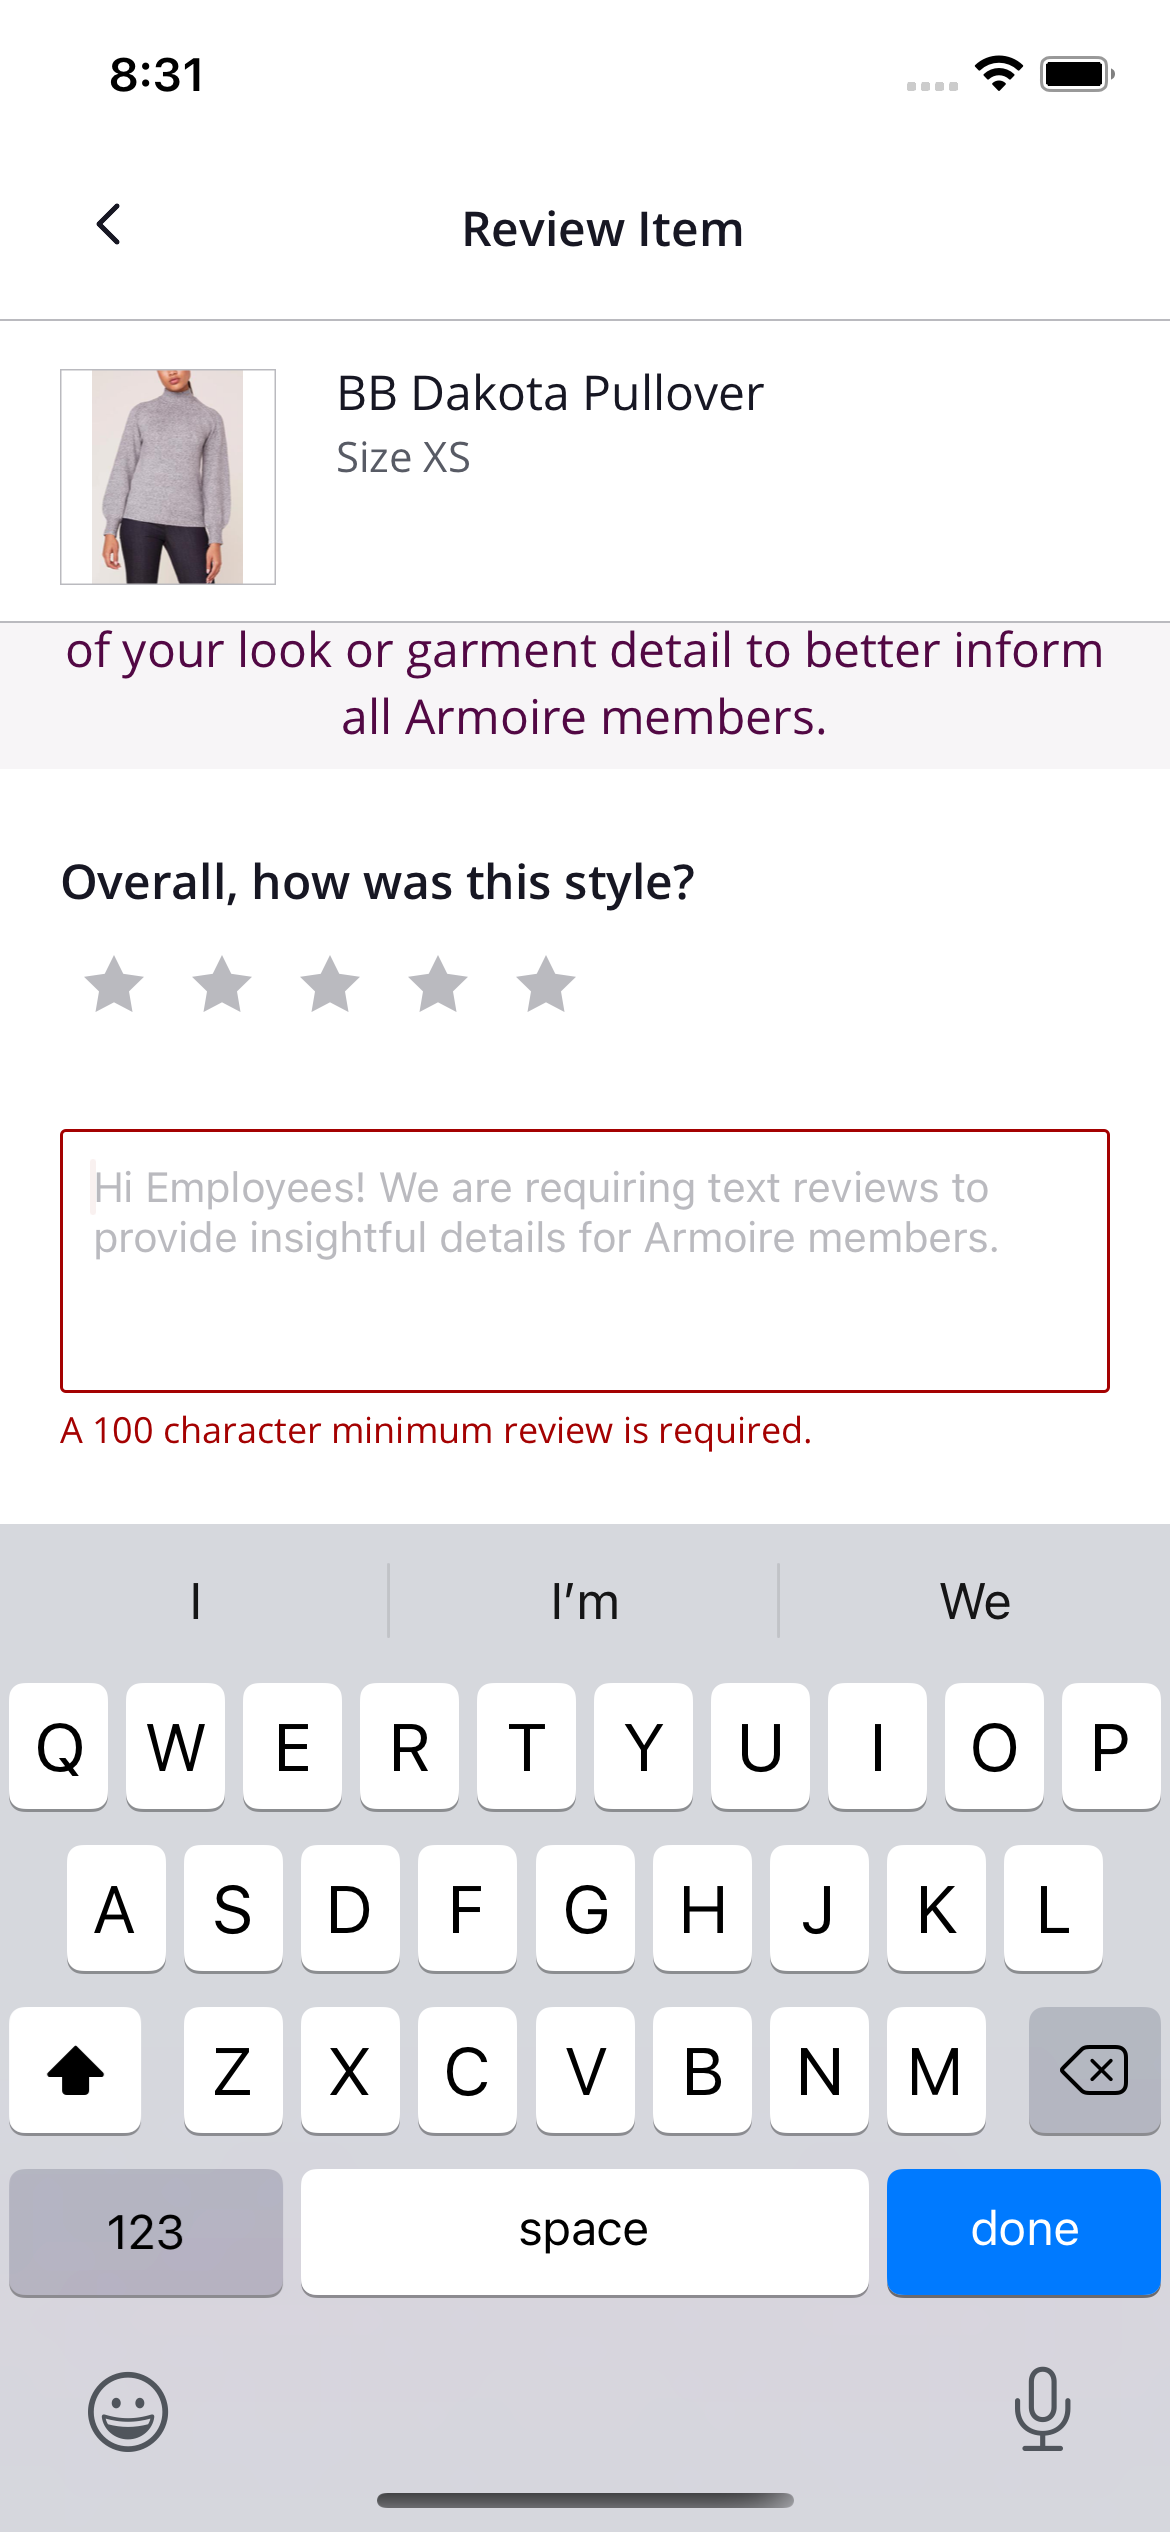 8:31
Review Item
BB Dakota Pullover
Size XS
of your look or garment detail to better inform
all Armoire members.
Overall, how was this style?
Hi Employees! We are requiring text reviews to
provide insightful details for Armoire members.
A 100 character minimum review is required.
I I’m We
Q W E R T Y U I O P
A S D F G H J K L
Z X C V B N M
123 space done